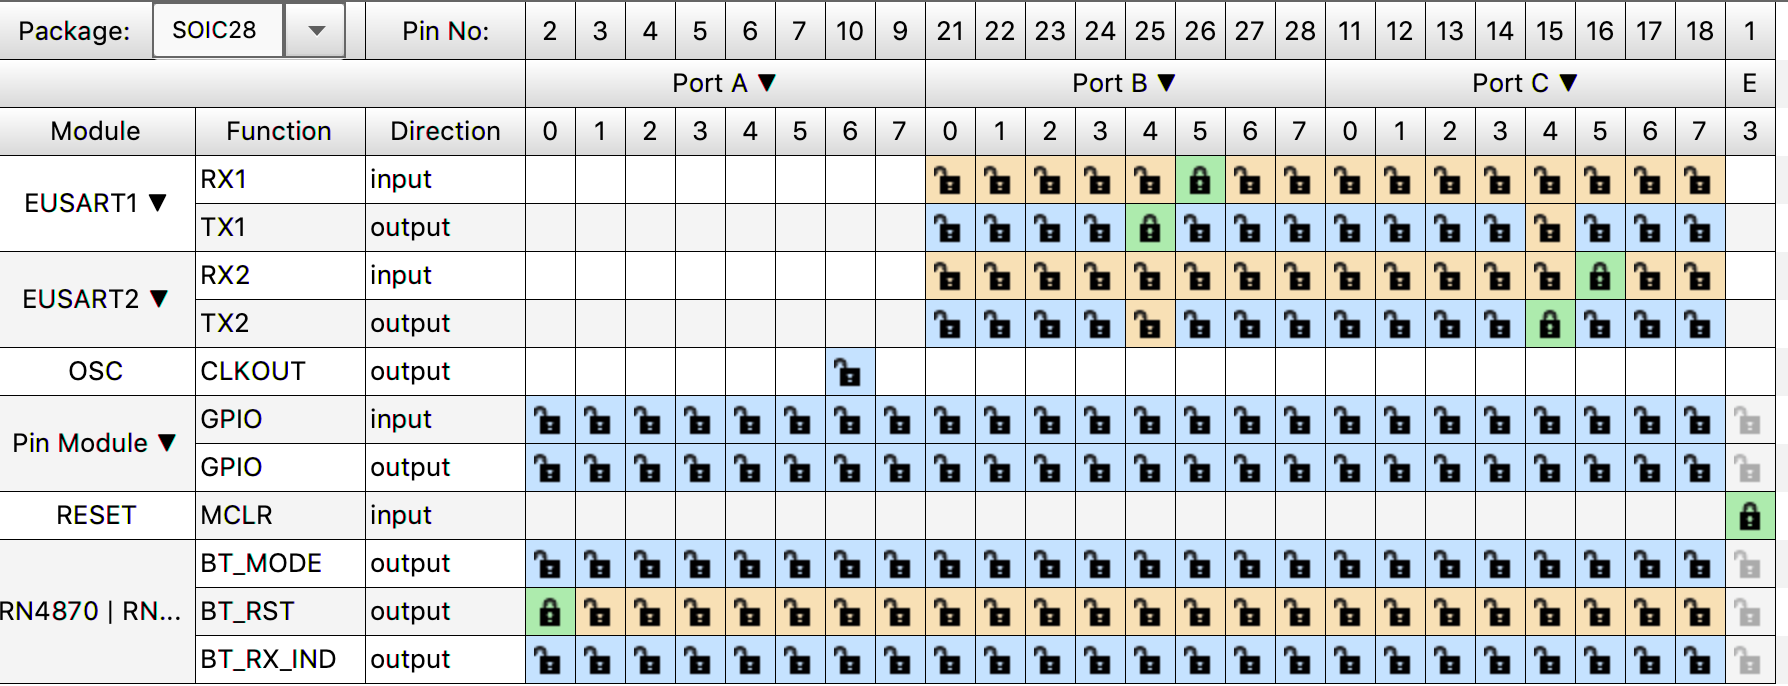 Package: SOIC28 Pin No: 2 3 4 5 6 7 10 9 21 22 23 24 25 26 27 28 11 12 13 14 15 16 17 18 1
Port A ▼ Port B ▼ Port C ▼ E
Module Function Direction 0 1 2 3 4 5 6 7 0 1 2 3 4 5 6 7 0 1 2 3 4 5 6 7 3
EUSART1 ▼ RX1 input
TX1 output
EUSART2 ▼ RX2 input
TX2 output
OSC CLKOUT output
Pin Module ▼ GPIO input
GPIO output
RESET MCLR input
RN4870 | RN... BT_MODE output
BT_RST output
BT_RX_IND output